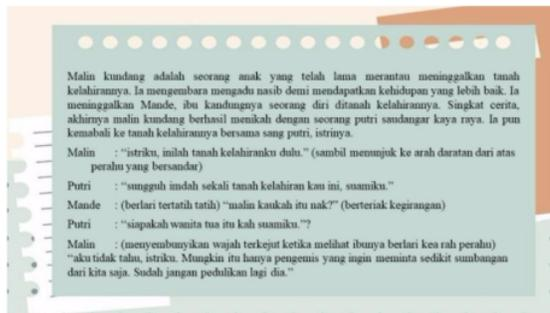 Malin kundang adalah seorang anak yang telah lama merantau meninggalkan tanah
kelahirannya. Ia mengembara mengadu nasib demi mendapatkan kehidupan yang lebih baik. Ia
meninggalkan Mande, ibu kandungnya seorang diri ditanah kelahirannya. Singkat cerita,
akhirnya malin kundang berhasil menikah dengan seorang putri saudangar kaya raya. Ia pun
kemabali ke tanah kelahirannya bersama sang putri, istrinya.
Malin : “istriku, inilah tanah kelahiranku dulu.” (sambil menunjuk ke arah daratan dari atas
perahu yang bersandar)
Putri : “sungguh imdah sekali tanah kelahiran kau ini, suamiku.”
Mande : (berlari tertatih tatih) “malin kaukah itu nak?” (berteriak kegirangan)
Putri : “siapakah wanita tua itu kah suamiku.”?
Malin : (menyembunyikan wajah terkejut ketika melihat ibunya berlari kea rah perahu)
“aku tidak tahu, istriku. Mungkin itu hanya pengemis yang ingin meminta sedikit sumbangan
dari kita saja. Sudah jangan pedulikan lagi dia.”